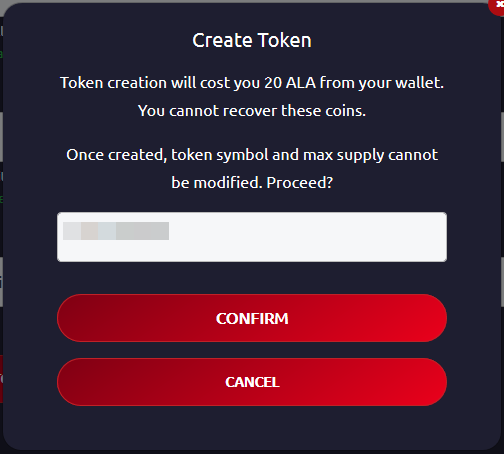 Create Token
Token creation will cost you 20 ALA from your wallet.
You cannot recover these coins.
Once created, token symbol and max supply cannot
be modified. Proceed?
CONFIRM
CANCEL